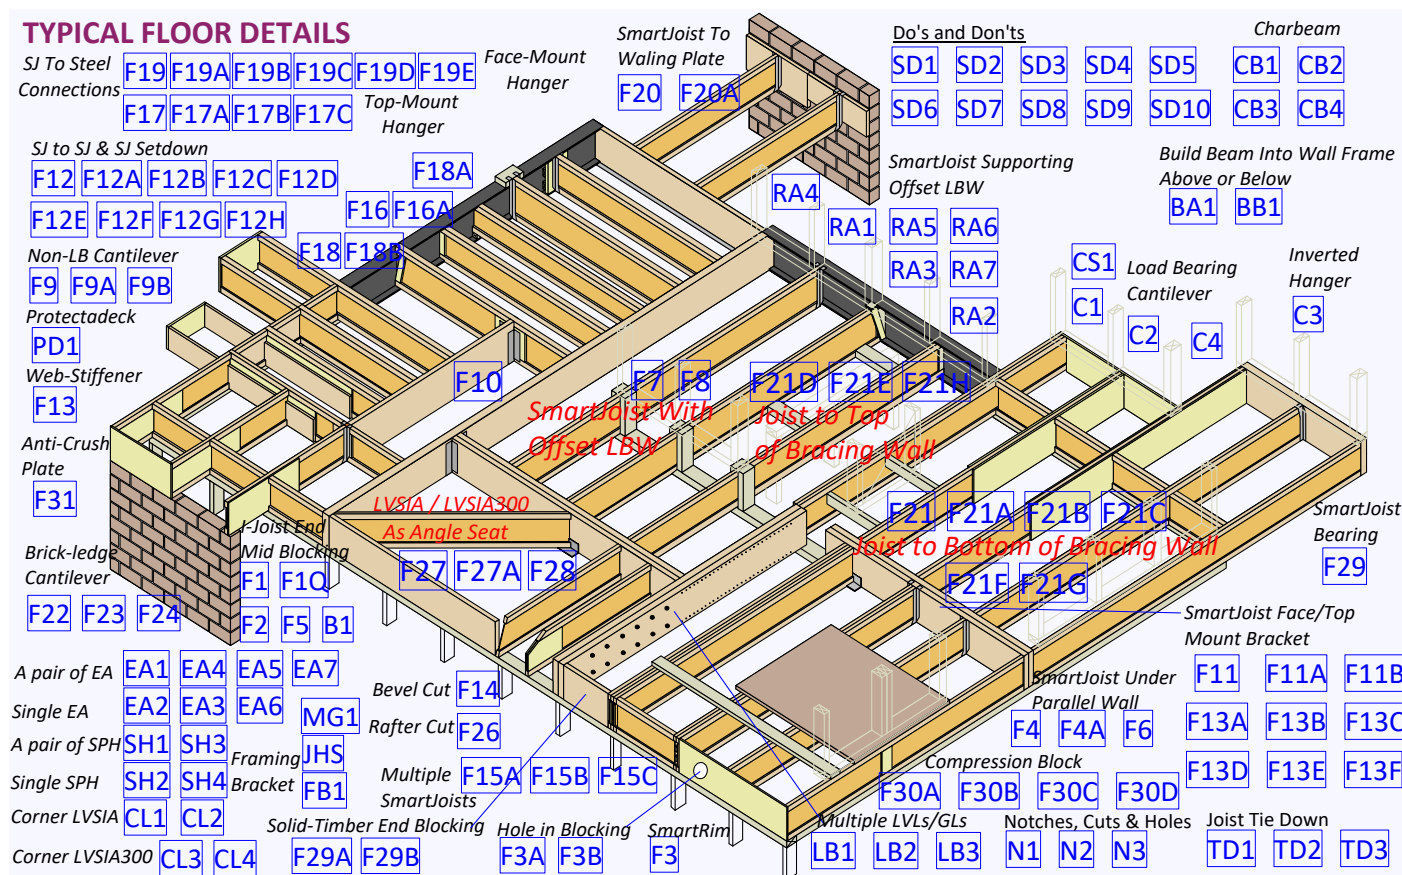 TYPICAL FLOOR DETAILS
SJ To Steel
Connections
F19 F19A F19B F19C F19D F19E
F17 F17A F17B F17C
Face-Mount
Hanger
Top-Mount
Hanger
SmartJoist To
Waling Plate
F20 F20A
Do's and Don'ts
SD1 SD2 SD3 SD4 SD5
SD6 SD7 SD8 SD9 SD10
Charbeam
CB1 CB2
CB3 CB4
SJ to SJ & SJ Setdown
F12 F12A F12B F12C F12D
F12E F12F F12G F12H
F18A
F16 F16A
F18 F18B
SmartJoist Supporting
Offset LBW
RA4
RA1 RA5 RA6
RA3 RA7
RA2
Build Beam Into Wall Frame
Above or Below
BA1 BB1
Non-LB Cantilever
F9 F9A F9B
Protectadeck
PD1
Web-Stiffener
F13
Anti-Crush
Plate
F31
CS1
C1
Load Bearing
Cantilever
C2 C4
Inverted
Hanger
C3
F10
F7 F8
SmartJoist With
Offset LBW
F21D F21E F21H
Joist to Top
of Bracing Wall
LVSIA / LVSIA300
As Angle Seat
F27 F27A F28
F21 F21A F21B F21C
Joist to Bottom of Bracing Wall
F21F F21G
SmartJoist
Bearing
F29
Brick-ledge
Cantilever
F22 F23 F24
I-Joist End
Mid Blocking
F1 F1Q
F2 F5 B1
SmartJoist Face/Top
Mount Bracket
F11 F11A F11B
F13A F13B F13C
F13D F13E F13F
A pair of EA EA1 EA4 EA5 EA7
Single EA EA2 EA3 EA6
A pair of SPH SH1 SH3
Single SPH SH2 SH4
Framing
Bracket
MG1
JHS
FB1
Corner LVSIA CL1 CL2
Corner LVSIA300 CL3 CL4
Bevel Cut F14
Rafter Cut F26
Multiple
SmartJoists
F15A F15B F15C
Solid-Timber End Blocking
F29A F29B
Hole in Blocking
F3A F3B
SmartRim
F3
SmartJoist Under
Parallel Wall
F4 F4A F6
Compression Block
F30A F30B F30C F30D
Multiple LVLs/GLs
LB1 LB2 LB3
Notches, Cuts & Holes
N1 N2 N3
Joist Tie Down
TD1 TD2 TD3